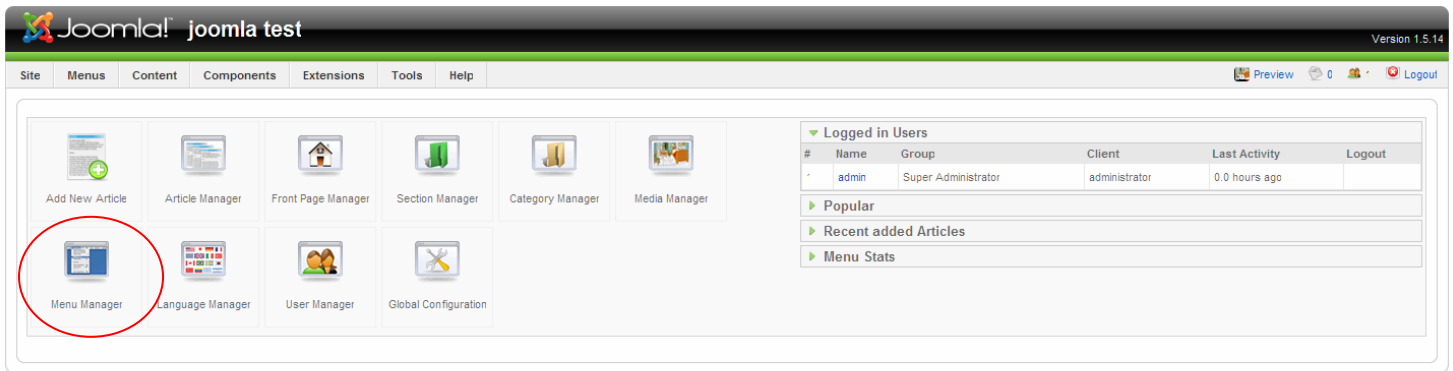 Joomla!™ joomla test
Version 1.5.14
Site Menus Content Components Extensions Tools Help
Preview 0 Logout
Add New Article Article Manager Front Page Manager Section Manager Category Manager Media Manager
Menu Manager Language Manager User Manager Global Configuration
Logged in Users
# Name Group Client Last Activity Logout
admin Super Administrator administrator 0.0 hours ago
Popular
Recent added Articles
Menu Stats